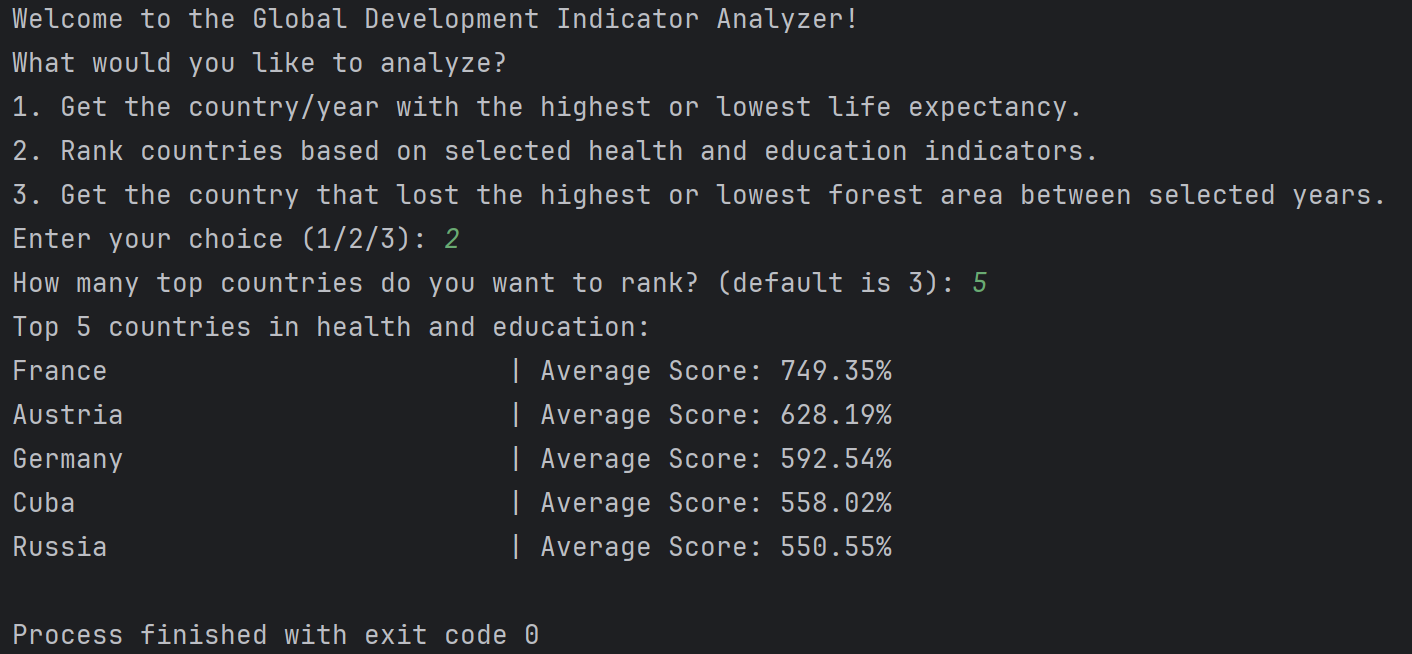 Welcome to the Global Development Indicator Analyzer!
What would you like to analyze?
1. Get the country/year with the highest or lowest life expectancy.
2. Rank countries based on selected health and education indicators.
3. Get the country that lost the highest or lowest forest area between selected years.
Enter your choice (1/2/3): 2
How many top countries do you want to rank? (default is 3): 5
Top 5 countries in health and education:
France                         | Average Score: 749.35%
Austria                        | Average Score: 628.19%
Germany                        | Average Score: 592.54%
Cuba                           | Average Score: 558.02%
Russia                         | Average Score: 550.55%
Process finished with exit code 0